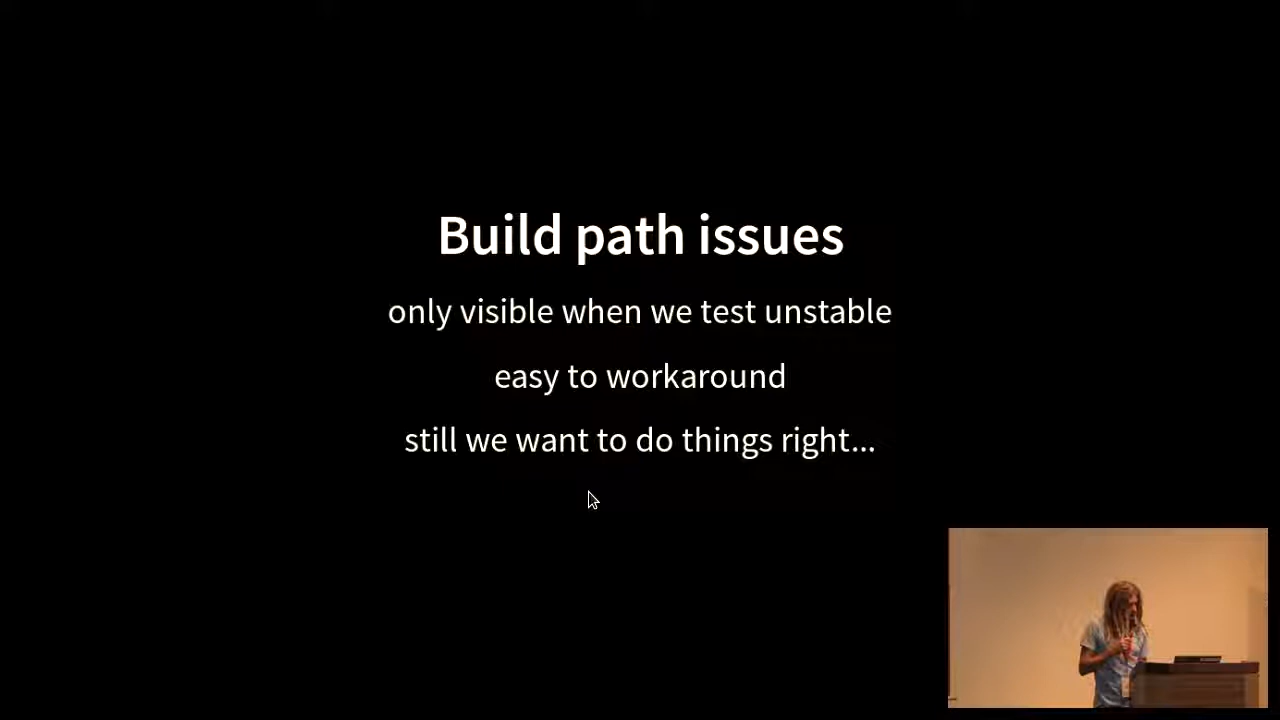 Build path issues
only visible when we test unstable
easy to workaround
still we want to do things right...